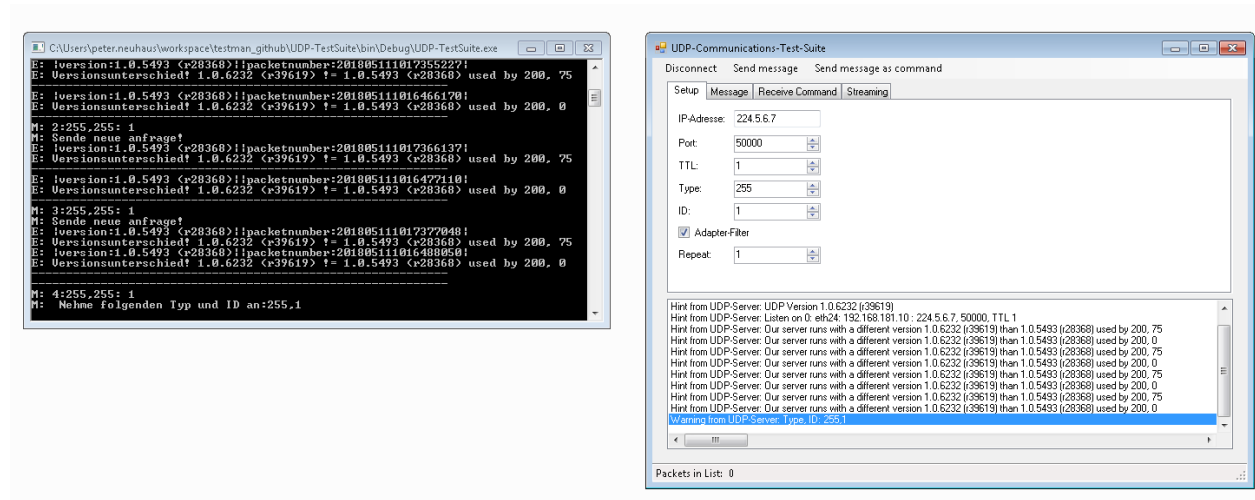 C:\Users\peter.neuhaus\workspace\testman_github\UDP-TestSuite\bin\Debug\UDP-TestSuite.exe
E: |version:1.0.5493 (r28368)||packetnumber:201805111017355227|
E: Versionsunterschied! 1.0.6232 (r39619) != 1.0.5493 (r28368) used by 200, 75
E: |version:1.0.5493 (r28368)||packetnumber:201805111016466170|
E: Versionsunterschied! 1.0.6232 (r39619) != 1.0.5493 (r28368) used by 200, 0
M: 2:255,255: 1
M: Sende neue anfrage!
E: |version:1.0.5493 (r28368)||packetnumber:201805111017366137|
E: Versionsunterschied! 1.0.6232 (r39619) != 1.0.5493 (r28368) used by 200, 75
E: |version:1.0.5493 (r28368)||packetnumber:201805111016477110|
E: Versionsunterschied! 1.0.6232 (r39619) != 1.0.5493 (r28368) used by 200, 0
M: 3:255,255: 1
M: Sende neue anfrage!
E: |version:1.0.5493 (r28368)||packetnumber:201805111017377048|
E: Versionsunterschied! 1.0.6232 (r39619) != 1.0.5493 (r28368) used by 200, 75
E: |version:1.0.5493 (r28368)||packetnumber:201805111016488050|
E: Versionsunterschied! 1.0.6232 (r39619) != 1.0.5493 (r28368) used by 200, 0
M: 4:255,255: 1
M:  Nehme folgenden Typ und ID an:255,1
UDP-Communications-Test-Suite
Disconnect Send message Send message as command
Setup Message Receive Command Streaming
IP-Adresse: 224.5.6.7
Port: 50000
TTL: 1
Type: 255
ID: 1
Adapter-Filter
Repeat: 1
Hint from UDP-Server: UDP Version 1.0.6232 (r39619)
Hint from UDP-Server: Listen on 0: eth24: 192.168.181.10 : 224.5.6.7, 50000, TTL 1
Hint from UDP-Server: Our server runs with a different version 1.0.6232 (r39619) than 1.0.5493 (r28368) used by 200, 75
Hint from UDP-Server: Our server runs with a different version 1.0.6232 (r39619) than 1.0.5493 (r28368) used by 200, 0
Hint from UDP-Server: Our server runs with a different version 1.0.6232 (r39619) than 1.0.5493 (r28368) used by 200, 75
Hint from UDP-Server: Our server runs with a different version 1.0.6232 (r39619) than 1.0.5493 (r28368) used by 200, 0
Hint from UDP-Server: Our server runs with a different version 1.0.6232 (r39619) than 1.0.5493 (r28368) used by 200, 75
Hint from UDP-Server: Our server runs with a different version 1.0.6232 (r39619) than 1.0.5493 (r28368) used by 200, 0
Hint from UDP-Server: Our server runs with a different version 1.0.6232 (r39619) than 1.0.5493 (r28368) used by 200, 75
Hint from UDP-Server: Our server runs with a different version 1.0.6232 (r39619) than 1.0.5493 (r28368) used by 200, 0
Warning from UDP-Server: Type, ID: 255,1
Packets in List: 0